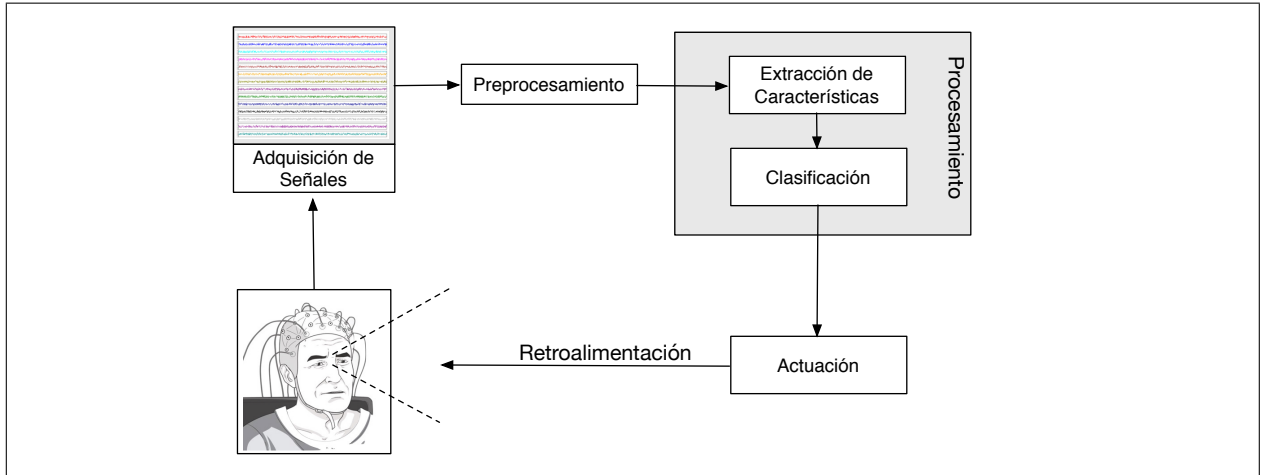 Adquisición de
Señales
Preprocesamiento
Extracción de
Características
Clasificación
Procesamiento
Actuación
Retroalimentación